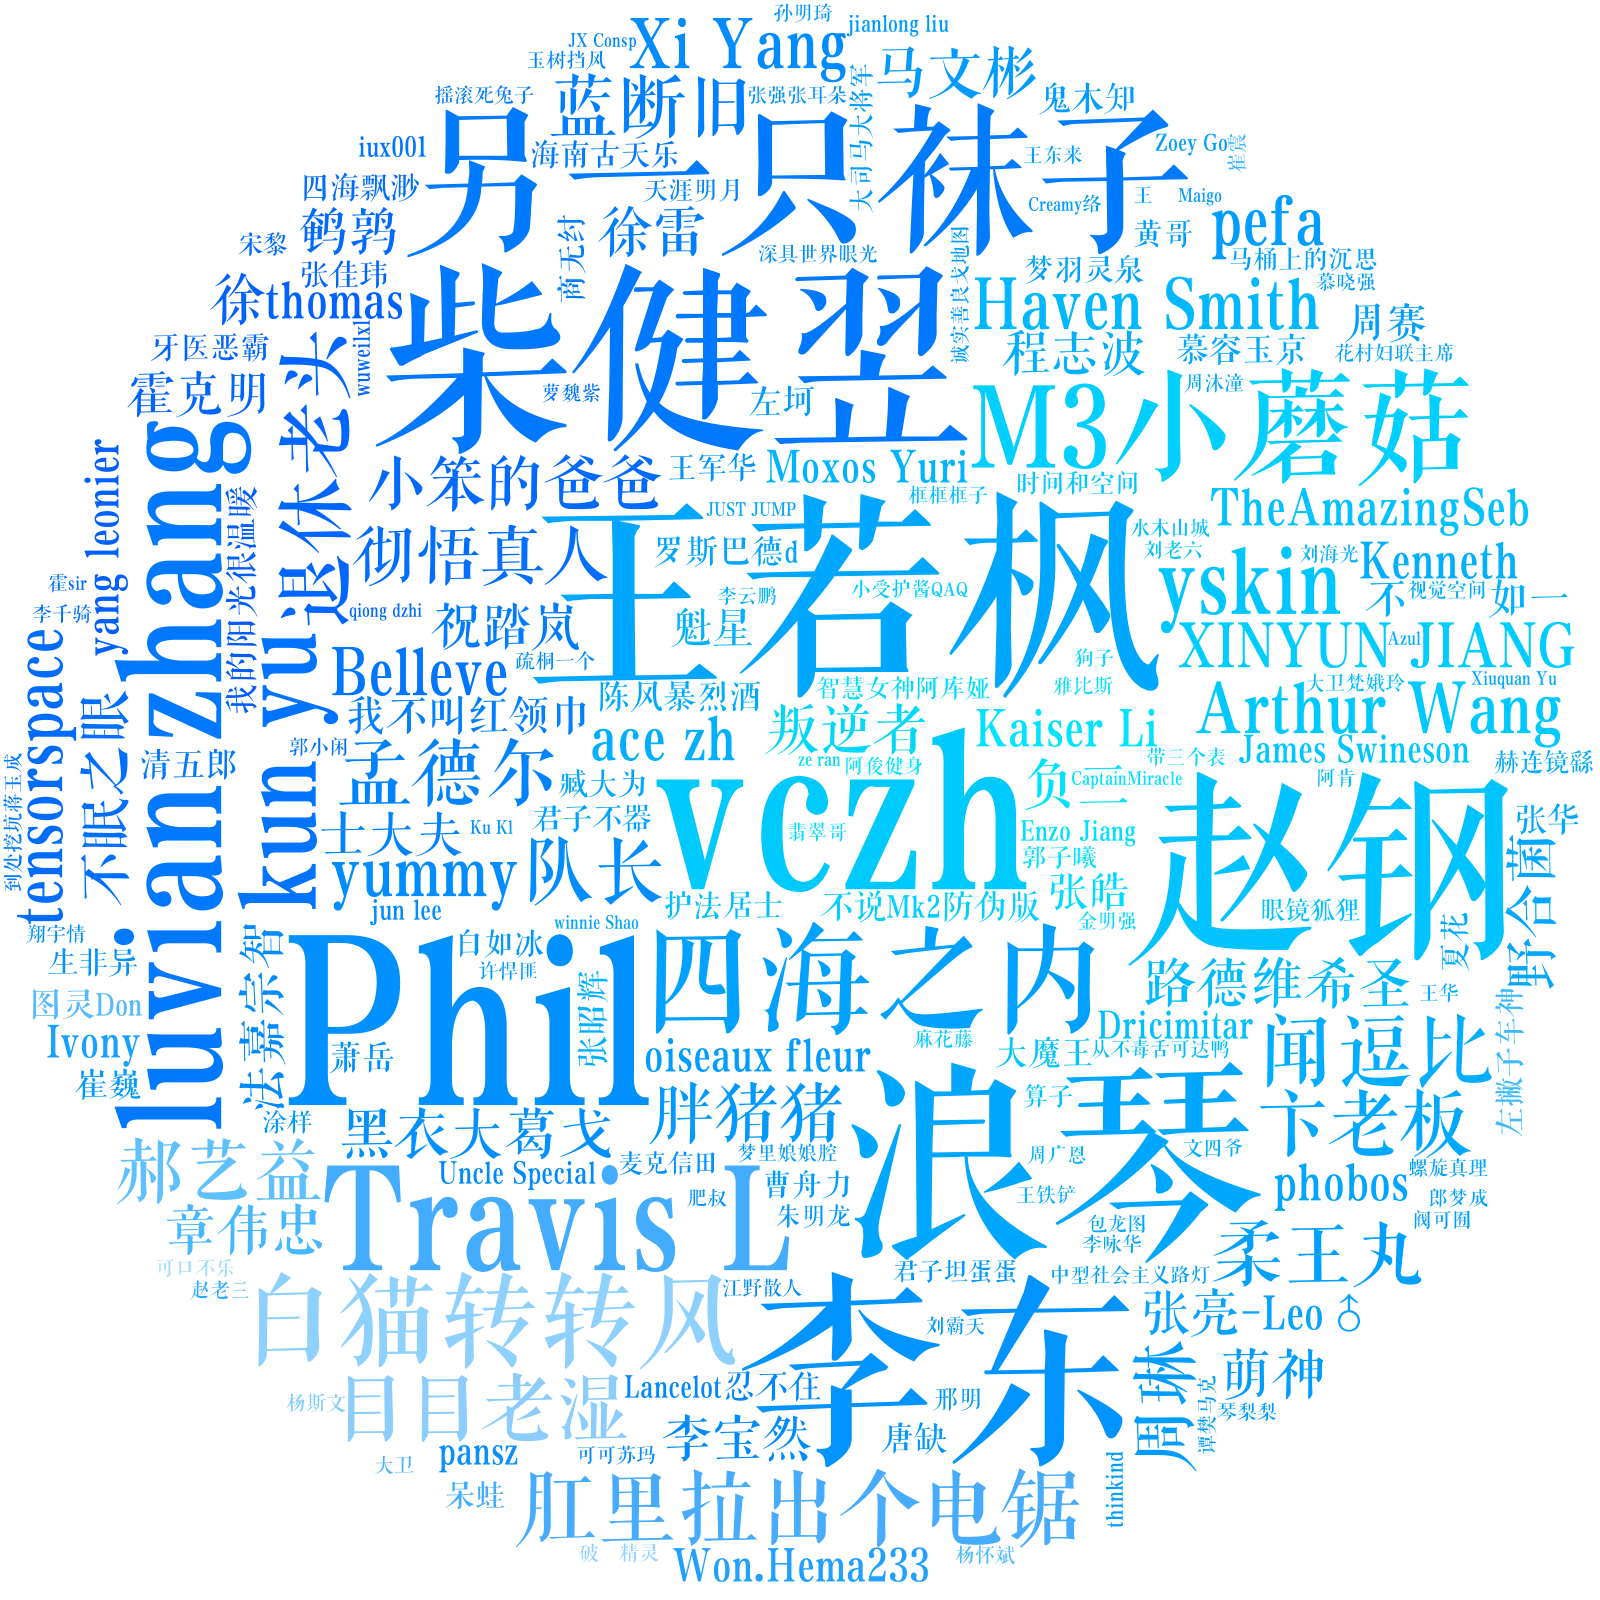 孙明琦
jianlong liu
JX Consp
Xi Yang
玉树挡风
马文彬
蓝断旧
摇滚死兔子
张强张耳朵
大司马大将军
鬼木知
另一只袜子
iux001
海南古天乐
王东来
Zoey Go
崔震
四海飘渺
天涯明月
Creamy络
王
Maigo
鹌鹑
徐雷
商无纣
宋黎
深具世界眼光
诚实善良戈地图
黄哥
pefa
马桶上的沉思
张佳玮
梦羽灵泉
慕晓强
徐thomas
柴健翌
Haven Smith
周赛
wuweilxl
牙医恶霸
退休老头
程志波
慕容玉京
花村妇联主席
霍克明
萝魏紫
左坷
M3小蘑菇
周沐潼
luvian zhang
yang leonier
小笨的爸爸
王军华
Moxos Yuri
框框框子
时间和空间
我的阳光很温暖
JUST JUMP
王若枫
TheAmazingSeb
彻悟真人
罗斯巴德d
水木山城
刘老六
刘海光
Kenneth
霍sir
李千骑
qiong dzhi
李云鹏
小受护酱QAQ
yskin
不
视觉空间
如一
祝踏岚
魁星
kun yu
tensorspace
XINYUN JIANG
Azul
Belleve
疏桐一个
狗子
不眠之眼
陈风暴烈酒
智慧女神阿库娅
雅比斯
大卫梵娥玲
Xiuquan Yu
我不叫红领巾
叛逆者
Kaiser Li
Arthur Wang
郭小闲
ace zh
清五郎
孟德尔
vczh
ze ran
阿俊健身
带三个表
James Swineson
赫连镜繇
到处挖坑蒋玉成
臧大为
负二
CaptainMiracle
阿肯
赵钢
士大夫
Ku Kl
君子不器
翡翠哥
Enzo Jiang
张华
野合菌
yummy队长
郭子曦
jun lee
护法居士
不说Mk2防伪版
张皓
金明强
眼镜狐狸
翔宇情
winnie Shao
Phil
白如冰
四海之内
夏花
生非异
法嘉宗智
许悍匪
张昭辉
路德维希圣
王华
左撇子车神
图灵Don
Ivony
萧岳
oiseaux fleur
麻花藤
Dricimitar
大魔王
从不毒舌可达鸭
闻逗比
崔巍
浪琴
算子
涂样
黑衣大葛戈
胖猪猪
卞老板
郝艺益
梦里娘娘腔
周广恩
文四爷
Uncle Special
麦克信田
曹舟力
phobos
螺旋真理
Travis L
肥叔
王铁铲
郎梦成
章伟忠
朱明龙
包龙图
阀可囿
李咏华
柔王丸
可口不乐
赵老三
白猫转转风
江野散人
君子坦蛋蛋
中型社会主义路灯
李东
刘霸天
张亮-Leo ♂
周琳
萌神
杨斯文
目目老湿
Lancelot忍不住
邢明
谭樊马克
琴梨梨
pansz
李宝然
唐缺
可可苏玛
大卫
thinkind
呆蛙
肛里拉出个电锯
破 精灵
Won.Hema233
杨怀斌